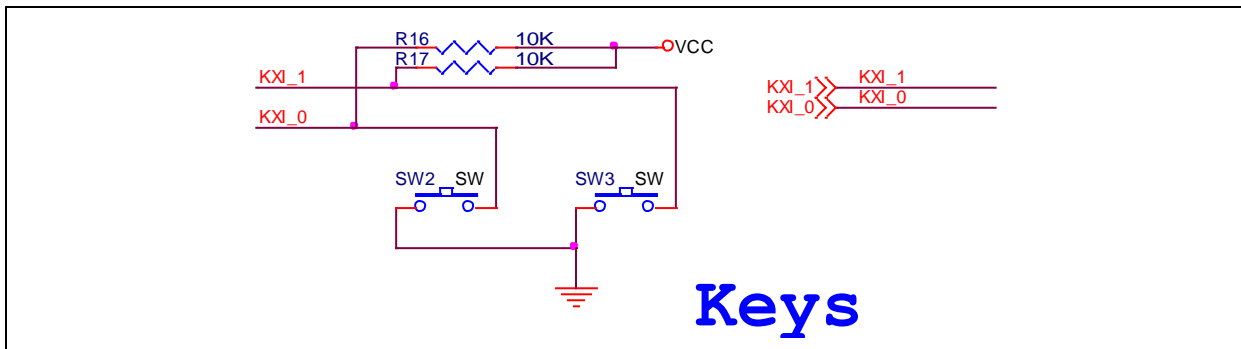 R16 10K
VCC
R17 10K
KXI_1
KXI_0
KXI_1 KXI_1
KXI_0 KXI_0
SW2 SW
SW3 SW
Keys